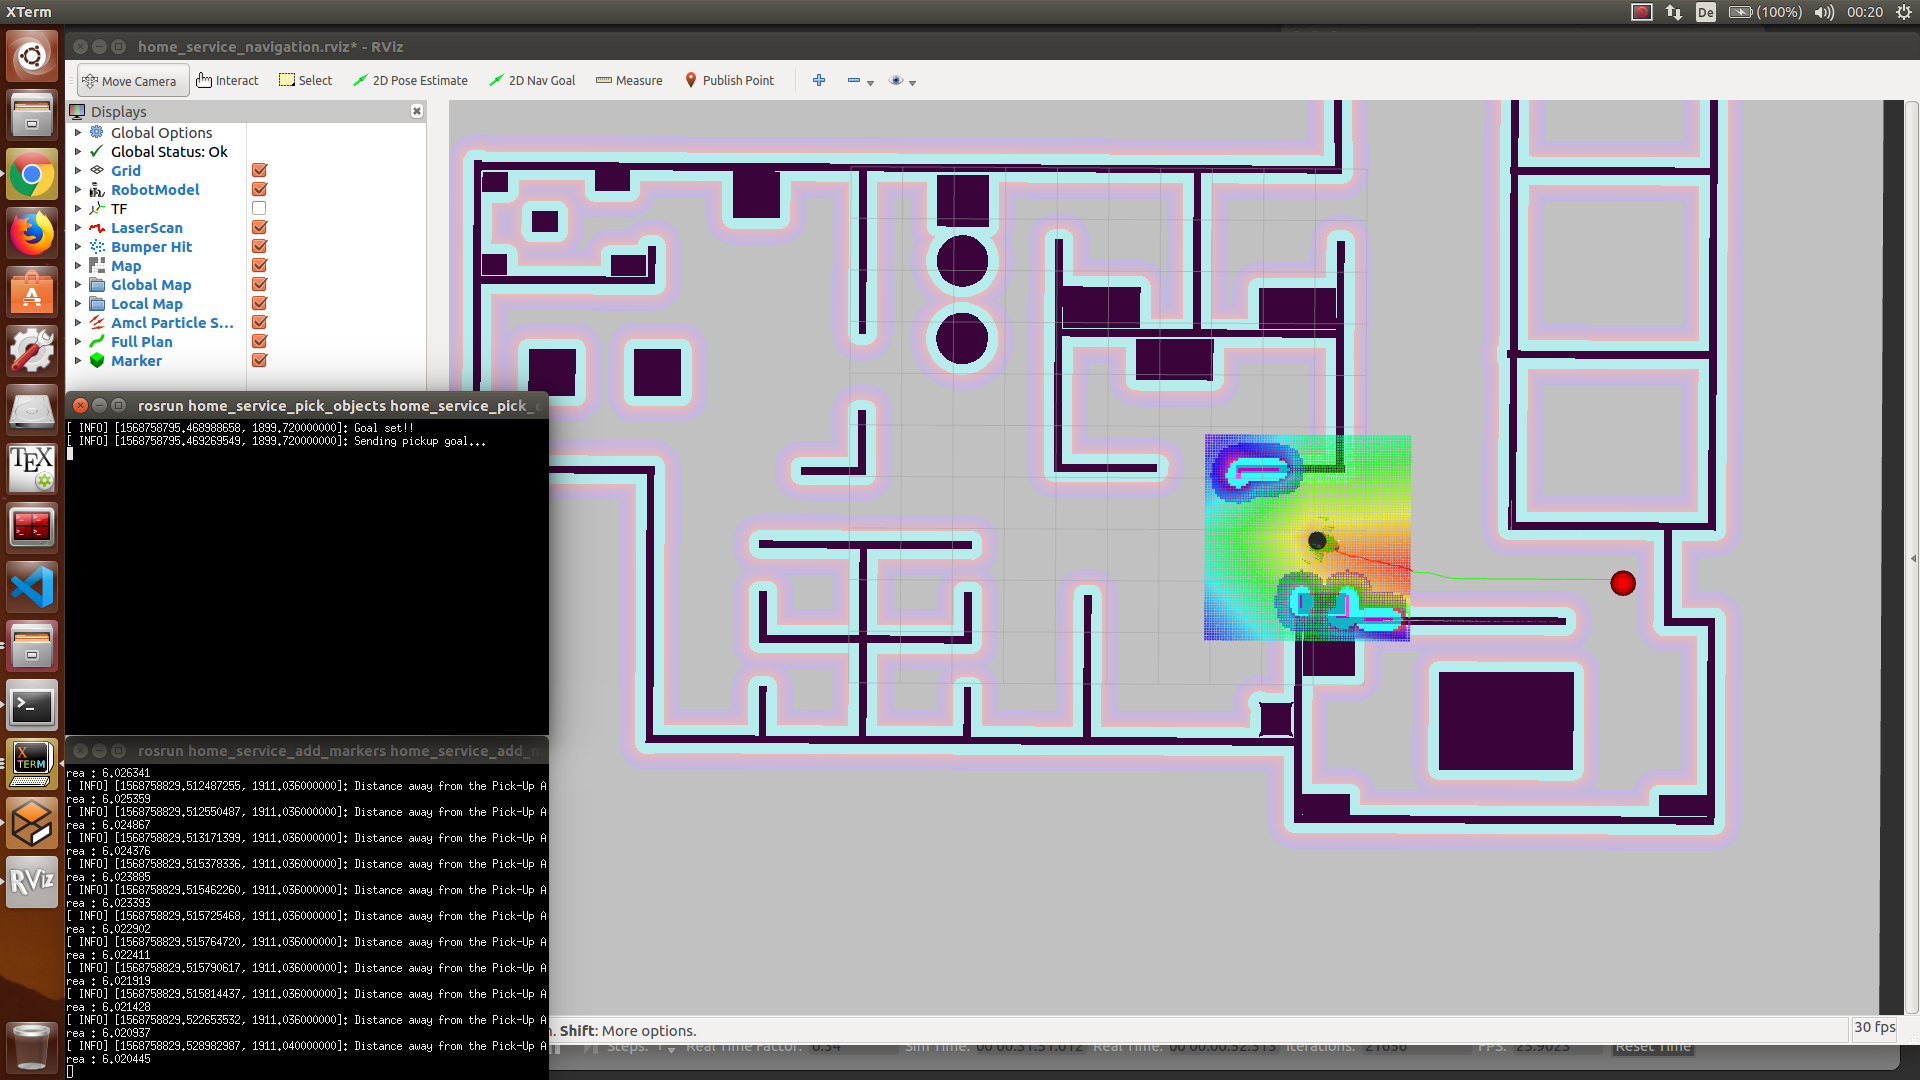 XTerm
De
(100%)
00:20
home_service_navigation.rviz* - RViz
Move Camera
Interact
Select
2D Pose Estimate
2D Nav Goal
Measure
Publish Point
Displays
Global Options
Global Status: Ok
Grid
RobotModel
TF
LaserScan
Bumper Hit
Map
Global Map
Local Map
Amcl Particle S...
Full Plan
Marker
rosrun home_service_pick_objects home_service_pick_
[ INFO] [1568758795.468988658, 1899.720000000]: Goal set!!
[ INFO] [1568758795.469269549, 1899.720000000]: Sending pickup goal...
rosrun home_service_add_markers home_service_add_
rea : 6.026341
[ INFO] [1568758829.512487255, 1911.036000000]: Distance away from the Pick-Up A
rea : 6.025359
[ INFO] [1568758829.512550487, 1911.036000000]: Distance away from the Pick-Up A
rea : 6.024867
[ INFO] [1568758829.513171399, 1911.036000000]: Distance away from the Pick-Up A
rea : 6.024376
[ INFO] [1568758829.515378336, 1911.036000000]: Distance away from the Pick-Up A
rea : 6.023885
[ INFO] [1568758829.515462260, 1911.036000000]: Distance away from the Pick-Up A
rea : 6.023393
[ INFO] [1568758829.515725468, 1911.036000000]: Distance away from the Pick-Up A
rea : 6.022902
[ INFO] [1568758829.515764720, 1911.036000000]: Distance away from the Pick-Up A
rea : 6.022411
[ INFO] [1568758829.515790617, 1911.036000000]: Distance away from the Pick-Up A
rea : 6.021919
[ INFO] [1568758829.515814437, 1911.036000000]: Distance away from the Pick-Up A
rea : 6.021428
[ INFO] [1568758829.522653532, 1911.036000000]: Distance away from the Pick-Up A
rea : 6.020937
[ INFO] [1568758829.528982987, 1911.040000000]: Distance away from the Pick-Up A
rea : 6.020445
Shift: More options.
30 fps
Steps: 1
Real Time Factor: 0.54
Sim Time:
Real Time:
Iterations:
FPS: 23.9023
Reset Time
TEX
X TERM
RViz